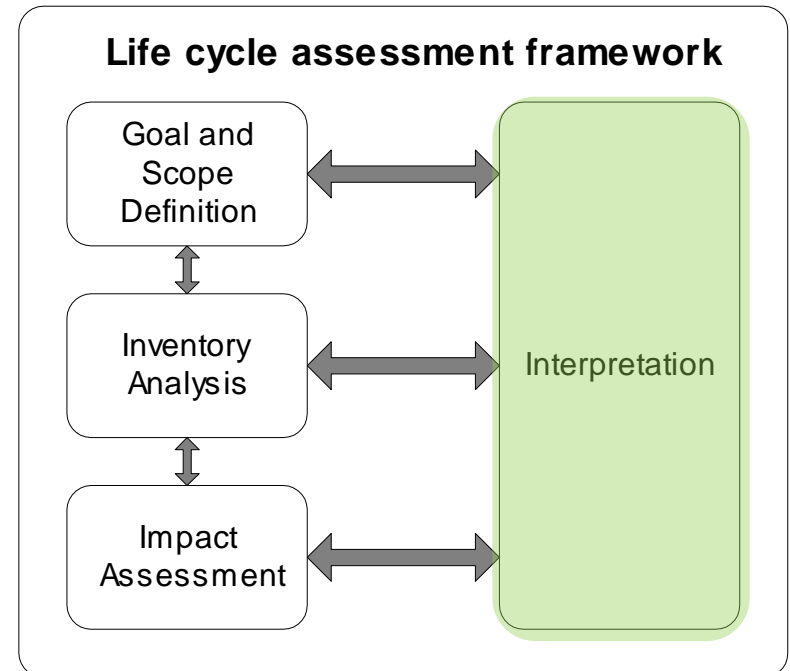 Life cycle assessment framework
Goal and
Scope
Definition
Inventory
Analysis
Interpretation
Impact
Assessment